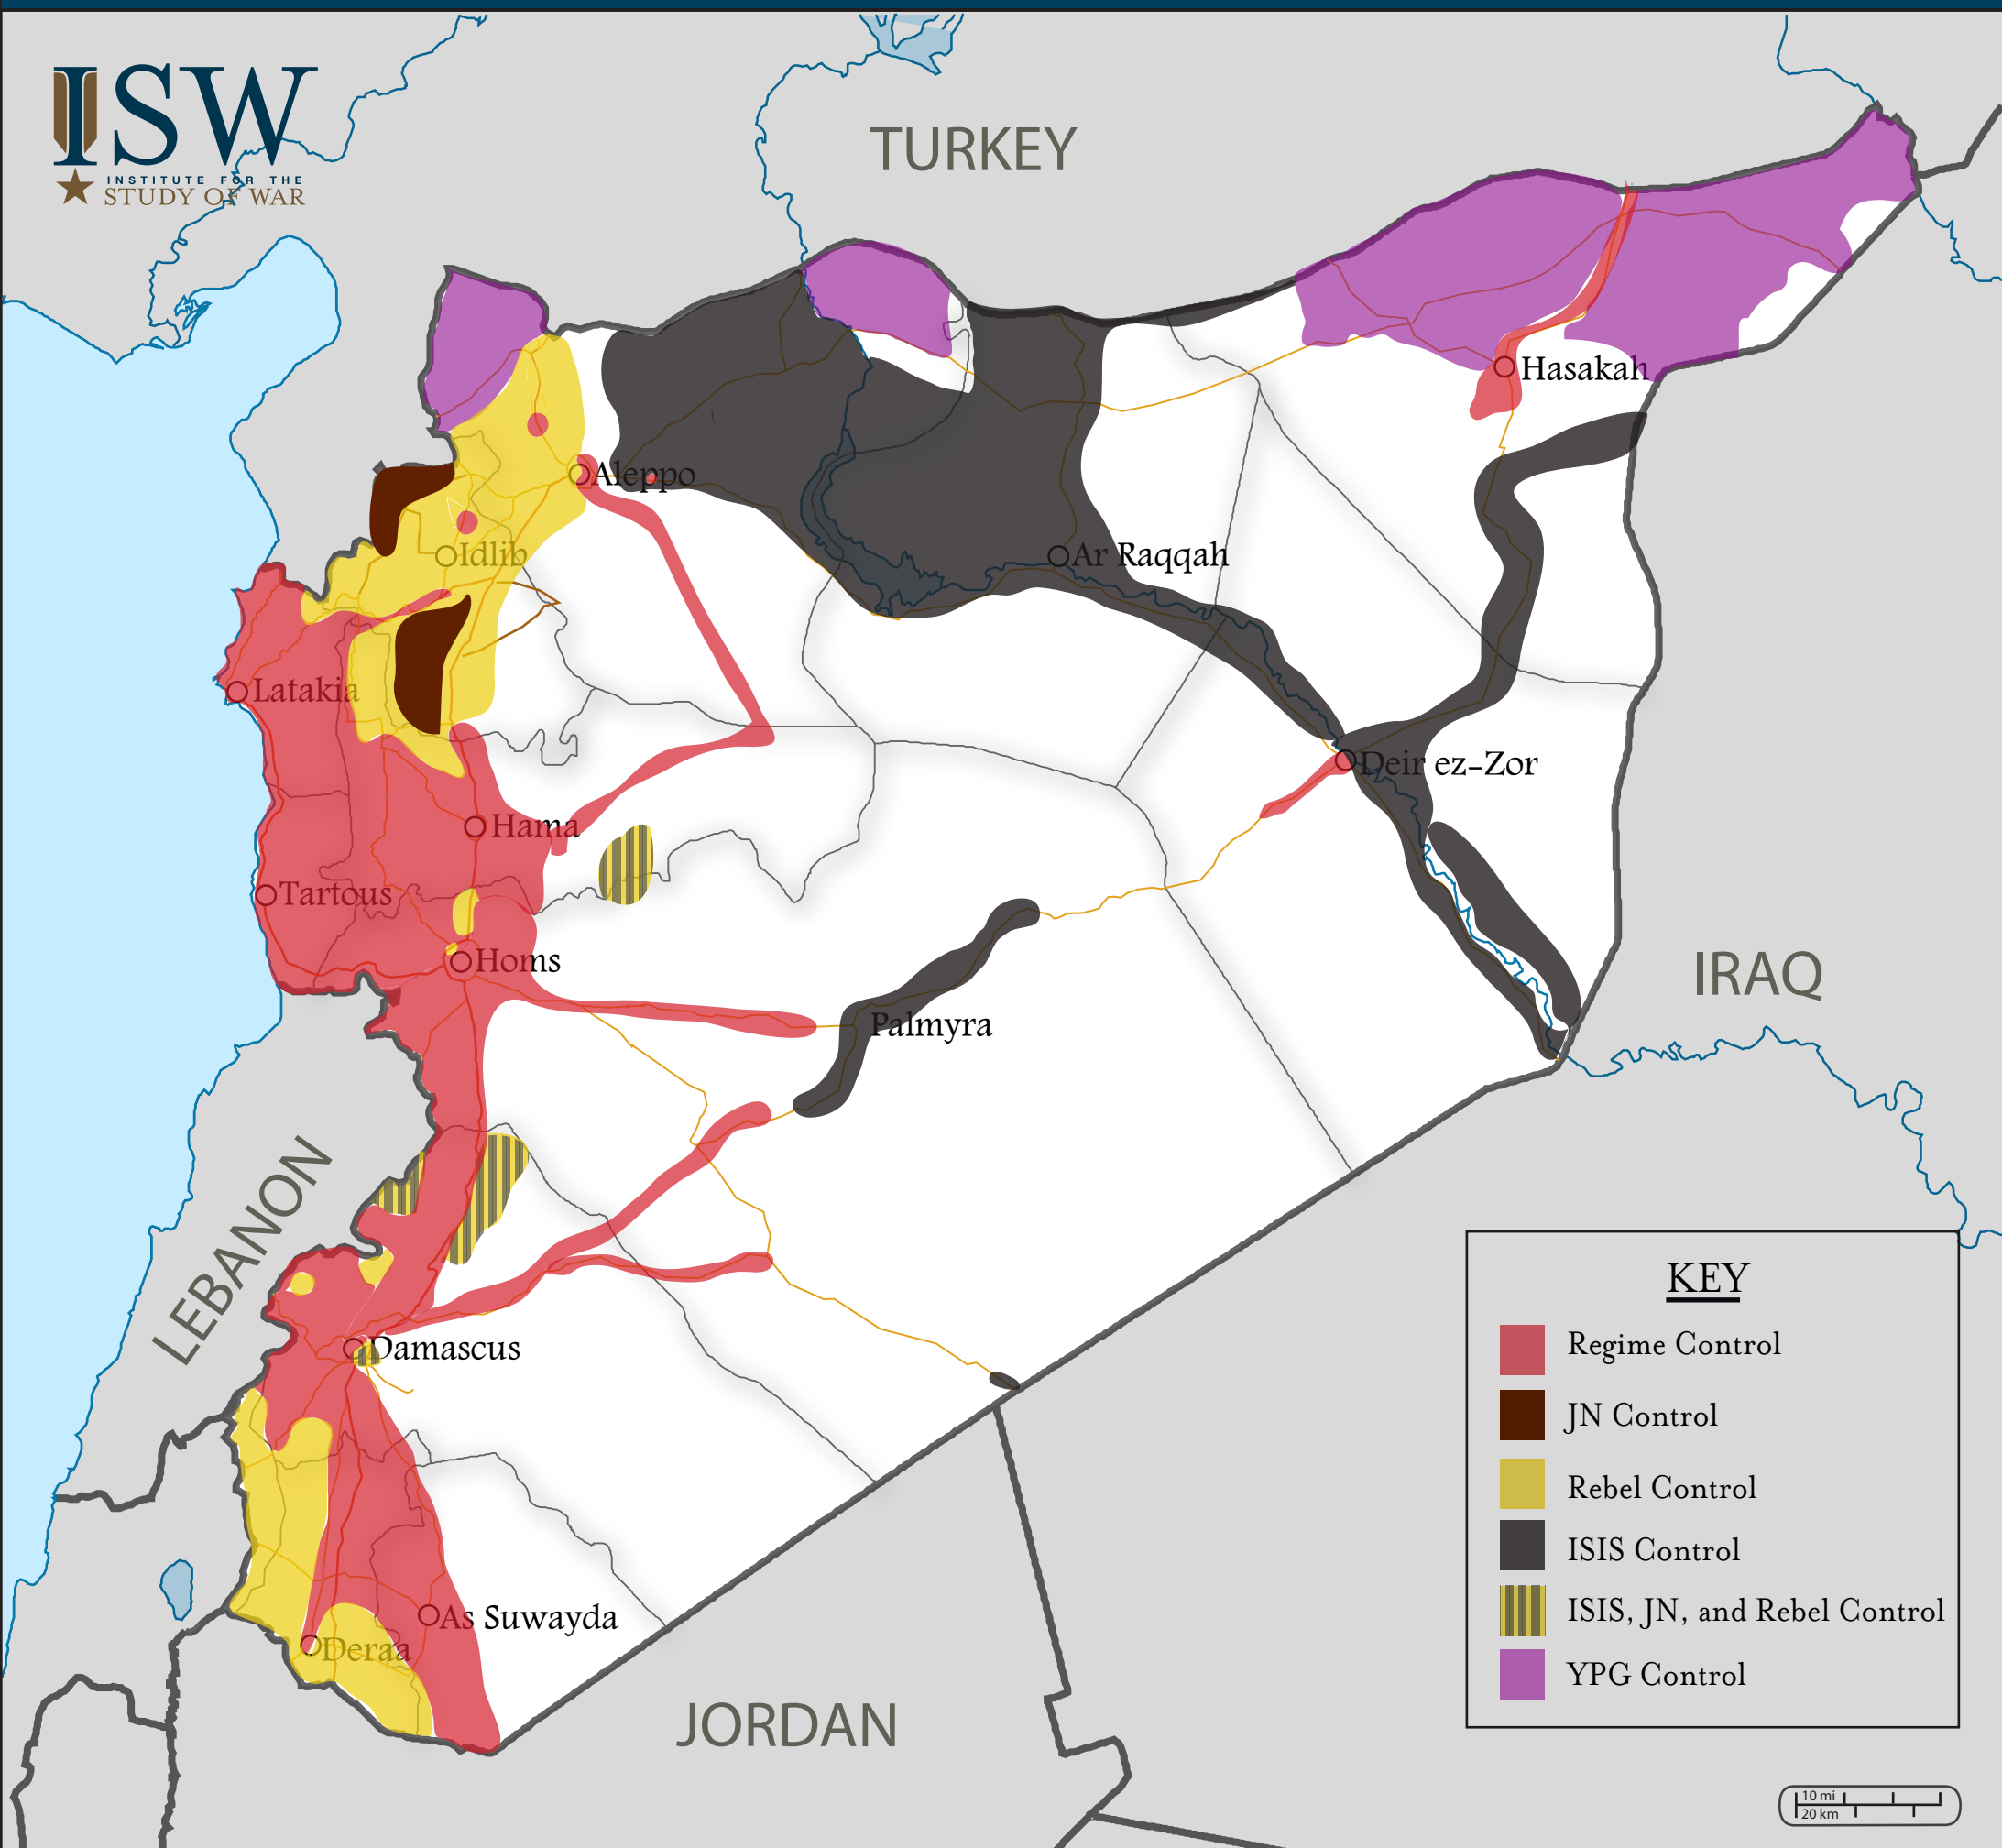 ISW
INSTITUTE FOR THE
STUDY OF WAR
TURKEY
Hasakah
Aleppo
Idlib
Ar Raqqah
Latakia
Deir ez-Zor
Hama
Tartous
Homs
IRAQ
Palmyra
LEBANON
Damascus
As Suwayda
Deraa
JORDAN
KEY
Regime Control
JN Control
Rebel Control
ISIS Control
ISIS, JN, and Rebel Control
YPG Control
10 mi
20 km